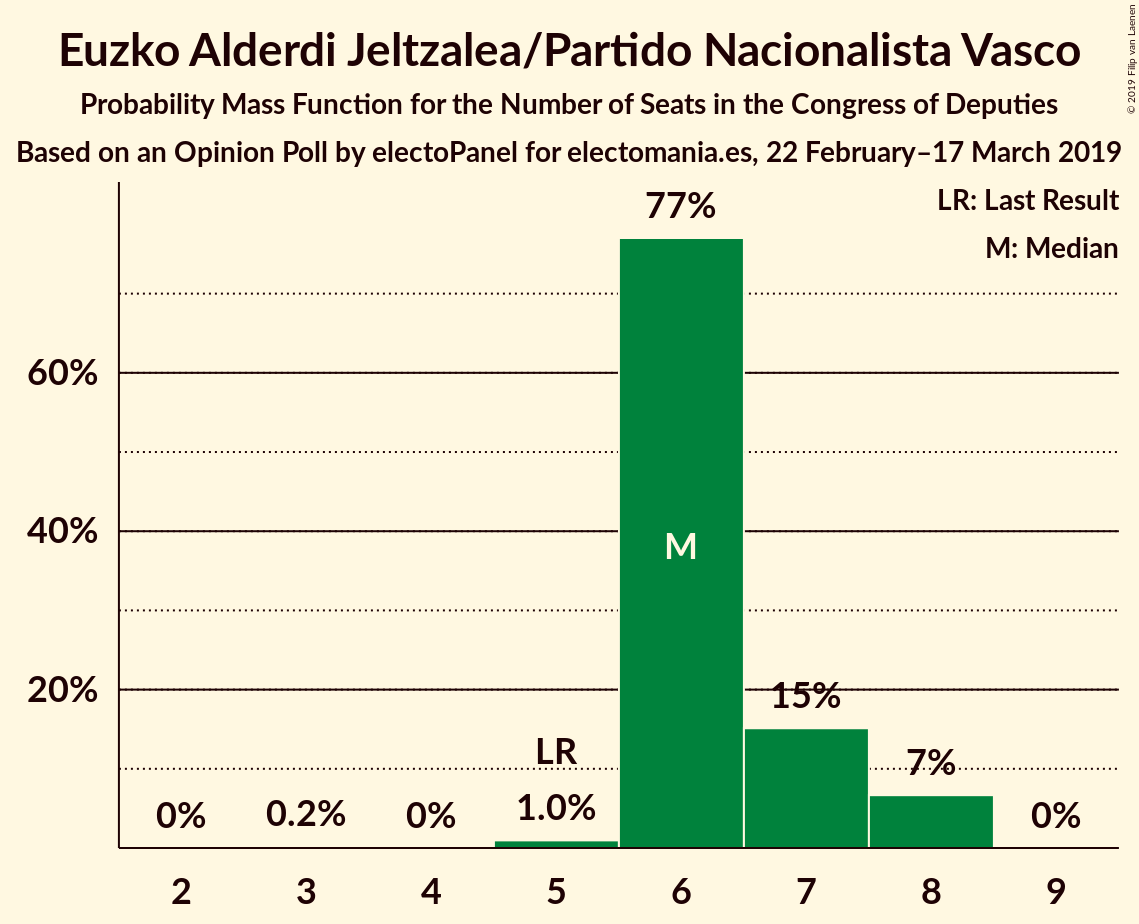 Euzko Alderdi Jeltzalea/Partido Nacionalista Vasco
Probability Mass Function for the Number of Seats in the Congress of Deputies
Based on an Opinion Poll by electoPanel for electomania.es, 22 February–17 March 2019
© 2019 Filip van Laenen
LR: Last Result
M: Median
77%
60%
40%
M
20%
15%
LR
7%
0%
0.2%
0%
1.0%
0%
2 3 4 5 6 7 8 9